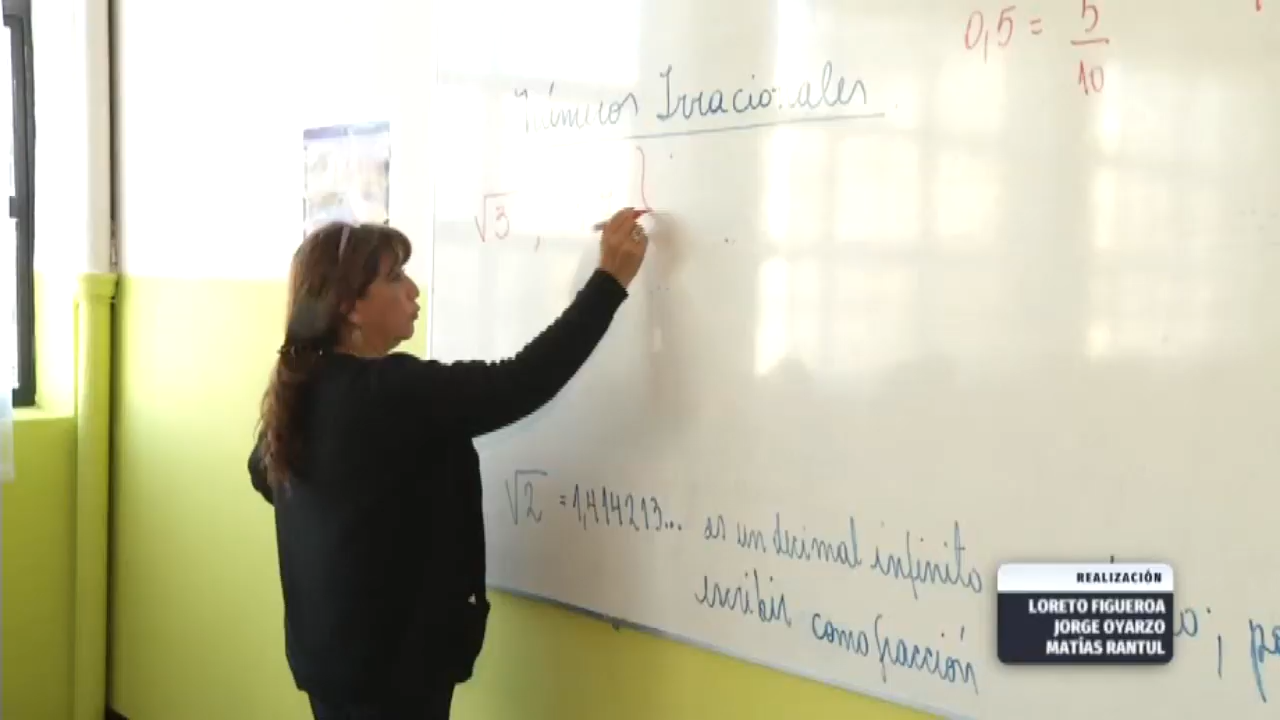 0,5 = 5/10
Números Irracionales
√3 ,
√2 = 1,414213... es un decimal infinito
escribir como fracción
REALIZACIÓN
LORETO FIGUEROA
JORGE OYARZO
MATÍAS RANTUL